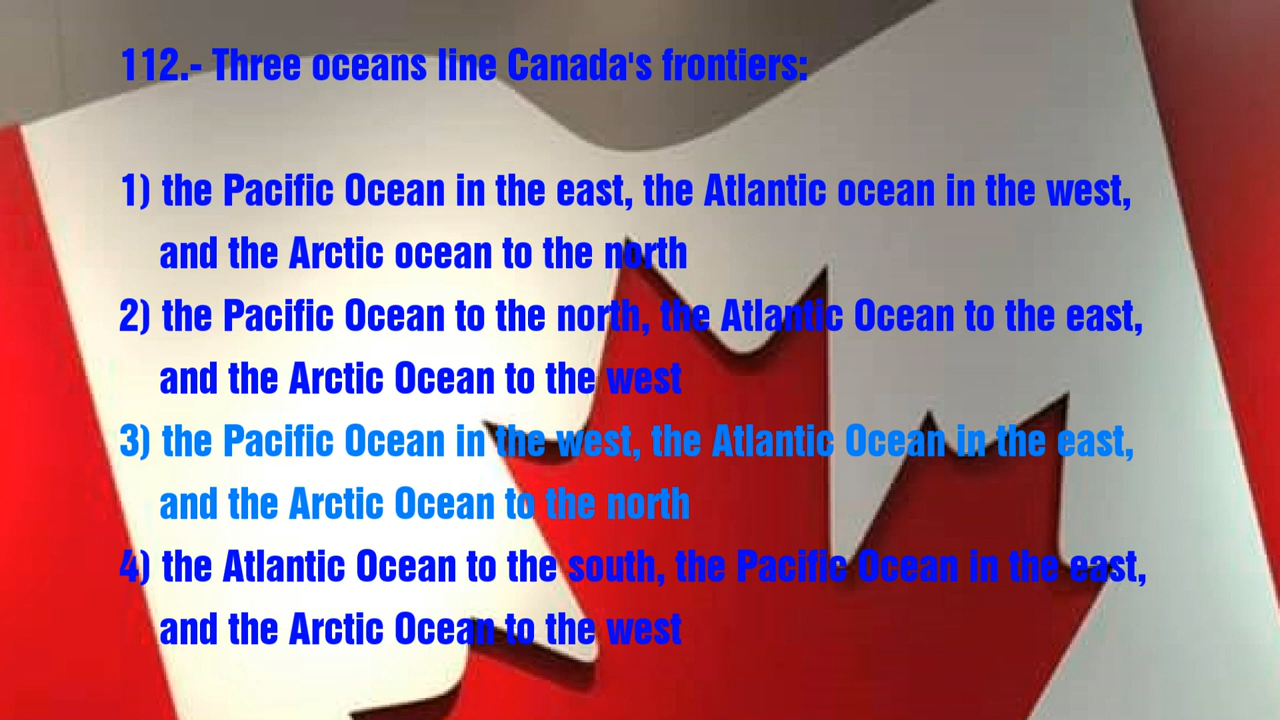 112.- Three oceans line Canada's frontiers:
1) the Pacific Ocean in the east, the Atlantic ocean in the west,
and the Arctic ocean to the north
2) the Pacific Ocean to the north, the Atlantic Ocean to the east,
and the Arctic Ocean to the west
3) the Pacific Ocean in the west, the Atlantic Ocean in the east,
and the Arctic Ocean to the north
4) the Atlantic Ocean to the south, the Pacific Ocean in the east,
and the Arctic Ocean to the west